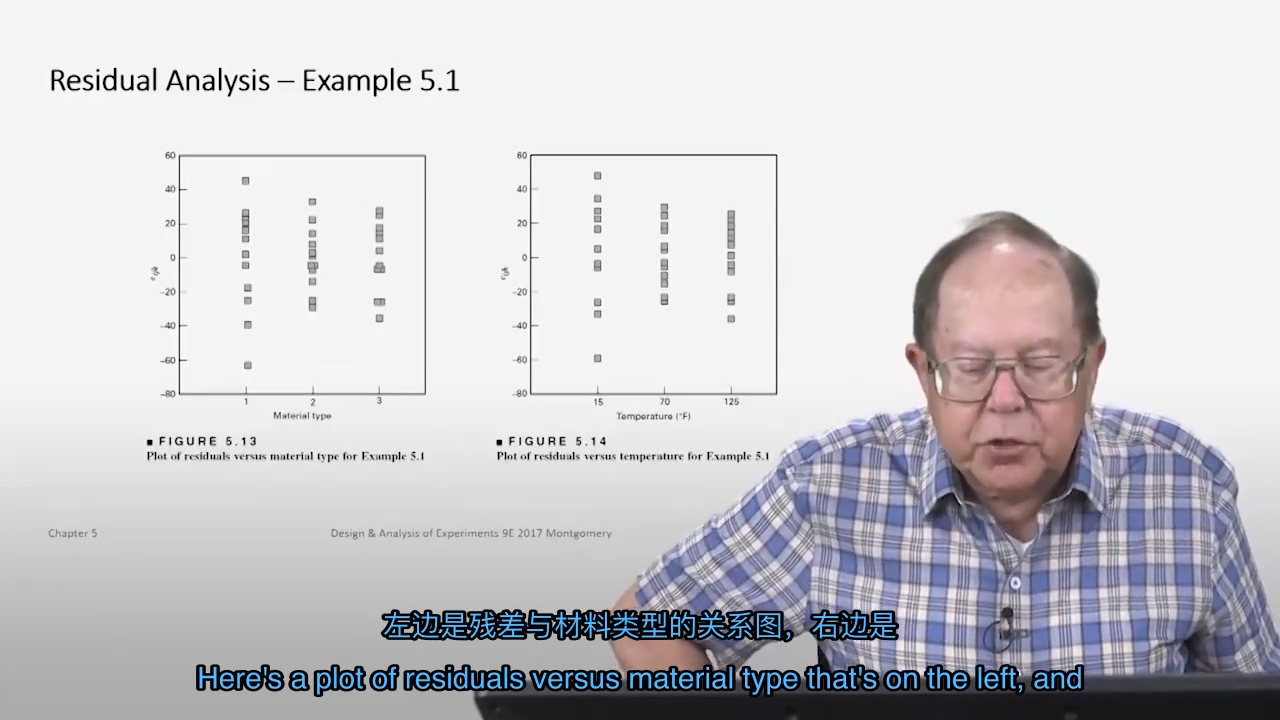 Residual Analysis – Example 5.1
60
40
20
0
–20
–40
–60
–80
eijk
1 2 3
Material type
■ FIGURE 5.13
Plot of residuals versus material type for Example 5.1
60
40
20
0
–20
–40
–60
–80
eijk
15 70 125
Temperature (°F)
■ FIGURE 5.14
Plot of residuals versus temperature for Example 5.1
Chapter 5
Design & Analysis of Experiments 9E 2017 Montgomery
左边是残差与材料类型的关系图，右边是
Here's a plot of residuals versus material type that's on the left, and